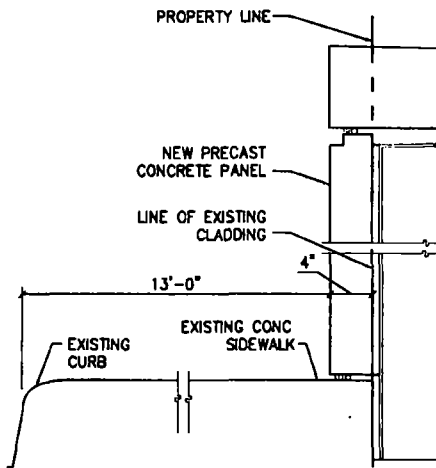 PROPERTY LINE
NEW PRECAST
CONCRETE PANEL
LINE OF EXISTING
CLADDING
4"
13'-0"
EXISTING
CURB
EXISTING CONC
SIDEWALK